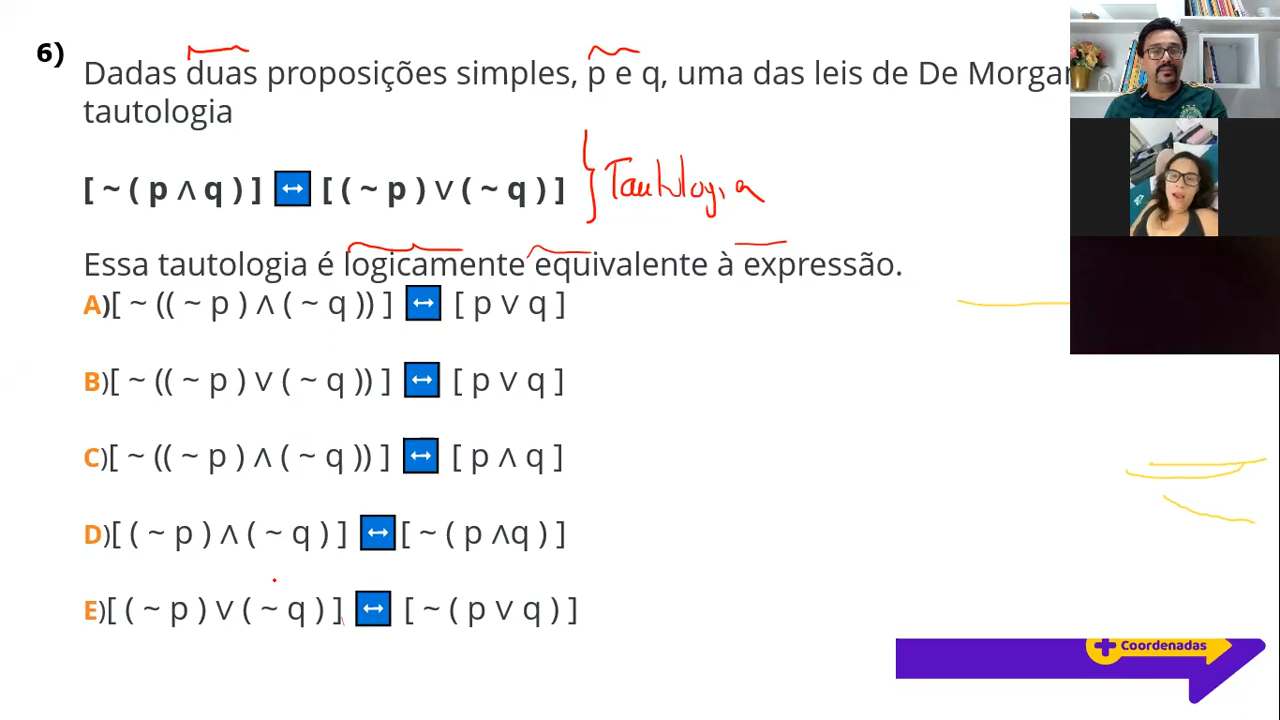 6)
Dadas duas proposições simples, p e q, uma das leis de De Morgan
tautologia
[ ~ ( p ∧ q ) ] ↔ [ ( ~ p ) ∨ ( ~ q ) ] Tautologia
Essa tautologia é logicamente equivalente à expressão.
A)[ ~ (( ~ p ) ∧ ( ~ q )) ] ↔ [ p ∨ q ]
B)[ ~ (( ~ p ) ∨ ( ~ q )) ] ↔ [ p ∨ q ]
C)[ ~ (( ~ p ) ∧ ( ~ q )) ] ↔ [ p ∧ q ]
D)[ ( ~ p ) ∧ ( ~ q ) ] ↔ [ ~ ( p ∧q ) ]
E)[ ( ~ p ) ∨ ( ~ q ) ] ↔ [ ~ ( p ∨ q ) ]
+ Coordenadas